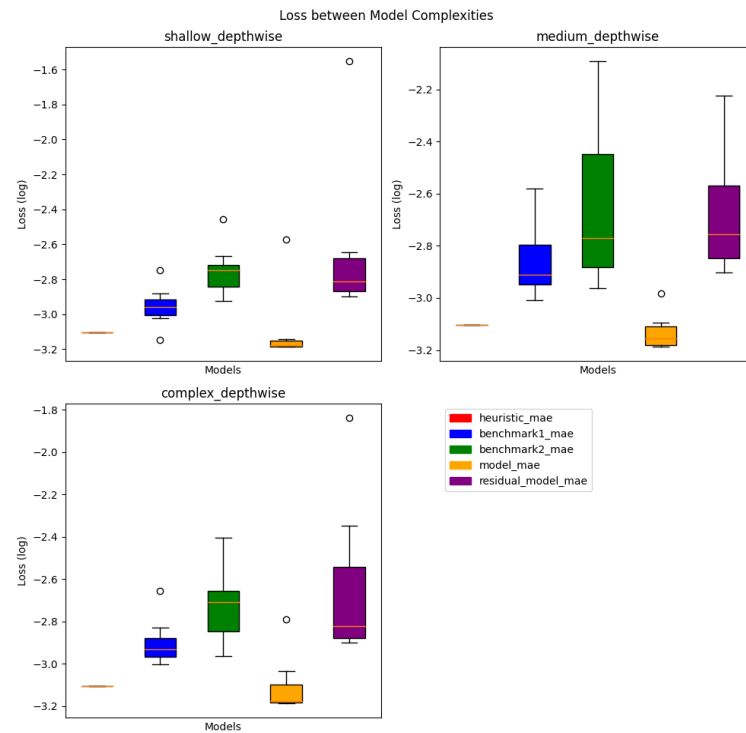 Loss between Model Complexities
shallow_depthwise
−1.6
−1.8
−2.0
−2.2
−2.4
−2.6
−2.8
−3.0
−3.2
Loss (log)
Models
medium_depthwise
−2.2
−2.4
−2.6
−2.8
−3.0
−3.2
Loss (log)
Models
complex_depthwise
−1.8
−2.0
−2.2
−2.4
−2.6
−2.8
−3.0
−3.2
Loss (log)
Models
heuristic_mae
benchmark1_mae
benchmark2_mae
model_mae
residual_model_mae